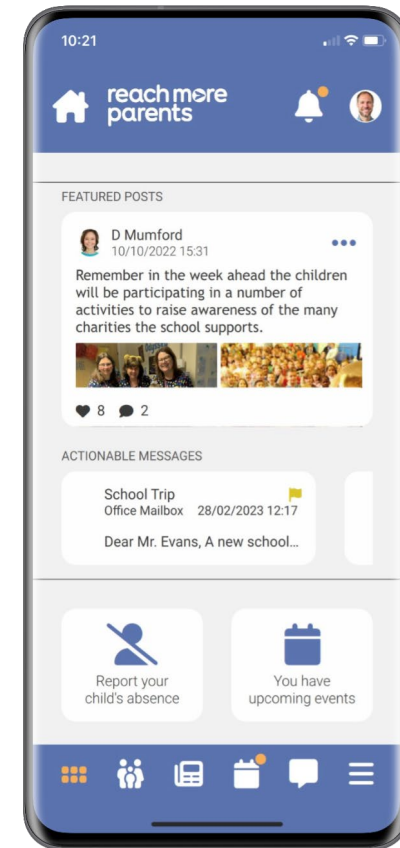 10:21
reach more
parents
FEATURED POSTS
D Mumford
10/10/2022 15:31
Remember in the week ahead the children
will be participating in a number of
activities to raise awareness of the many
charities the school supports.
8 2
ACTIONABLE MESSAGES
School Trip
Office Mailbox 28/02/2023 12:17
Dear Mr. Evans, A new school...
Report your
child's absence
You have
upcoming events